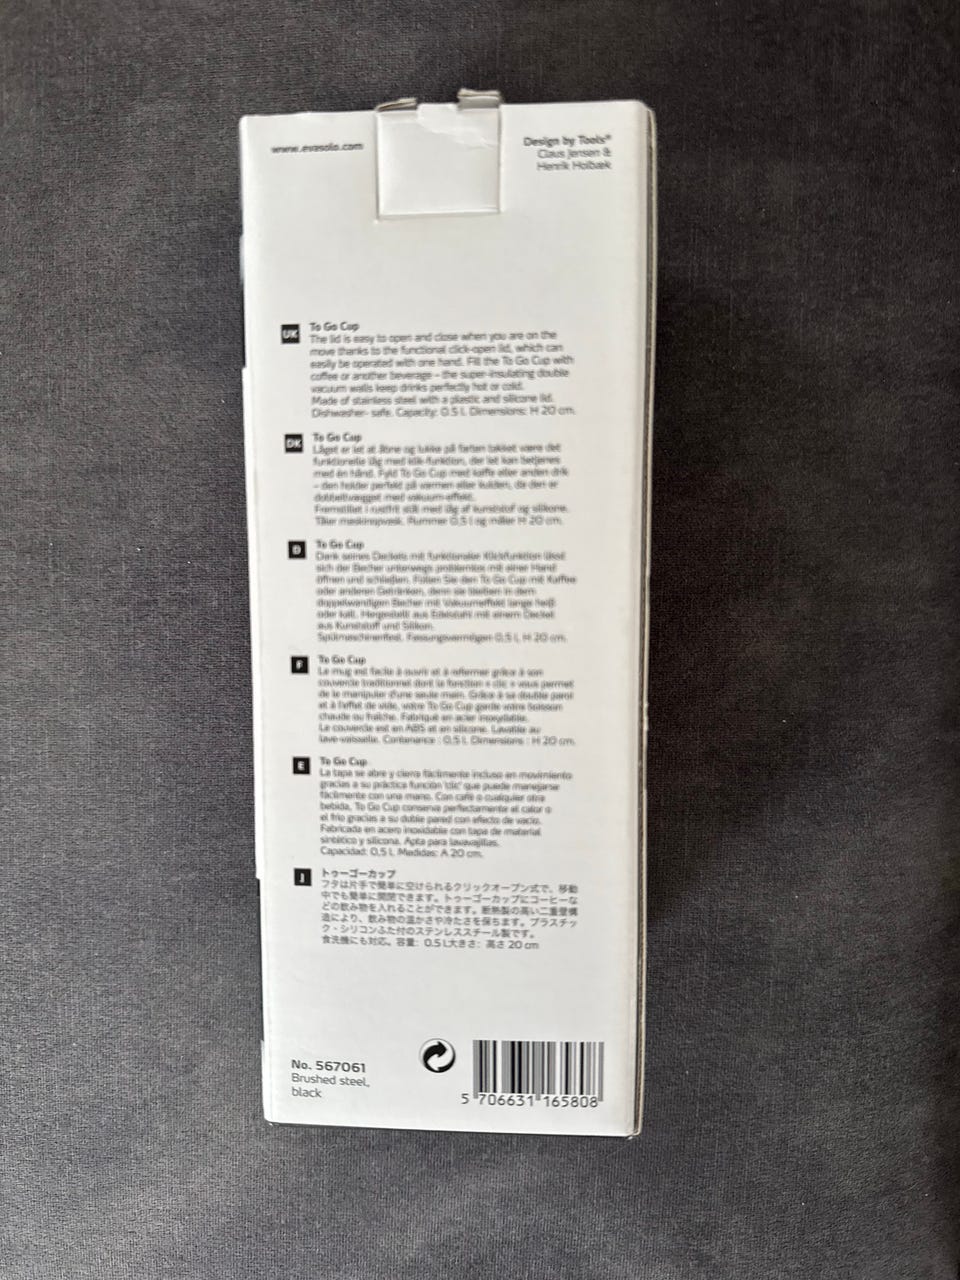 www.evasolo.com
Design by Tools®
Claus Jensen &
Henrik Holbæk
UK
To Go Cup
The lid is easy to open and close when you are on the
move thanks to the functional click-open lid, which can
easily be operated with one hand. Fill the To Go Cup with
coffee or another beverage – the super-insulating double
vacuum walls keep drinks perfectly hot or cold.
Made of stainless steel with a plastic and silicone lid.
Dishwasher- safe. Capacity: 0.5 l. Dimensions: H 20 cm.
DK
To Go Cup
Låget er let at åbne og lukke på farten takket være det
funktionelle låg med klik-funktion, der let kan betjenes
med én hånd. Fyld To Go Cup med kaffe eller anden drik
– den holder perfekt på varmen eller kulden, da den er
dobbeltvægget med vakuum-effekt.
Fremstillet i rustfrit stål med låg af kunststof og silikone.
Tåler maskinopvask. Rummer 0,5 l og måler H 20 cm.
D
To Go Cup
Dank seines Deckels mit funktionaler Klickfunktion lässt
sich der Becher unterwegs problemlos mit einer Hand
öffnen und schließen. Füllen Sie den To Go Cup mit Kaffee
oder anderen Getränken, denn sie bleiben in dem
doppelwandigen Becher mit Vakuumeffekt lange heiß
oder kalt. Hergestellt aus Edelstahl mit einem Deckel
aus Kunststoff und Silikon.
Spülmaschinenfest. Fassungsvermögen 0,5 l, H 20 cm.
F
To Go Cup
Le mug est facile à ouvrir et à refermer grâce à son
couvercle traditionnel dont la fonction « clic » vous permet
de le manipuler d'une seule main. Grâce à sa double paroi
et à l'effet de vide, votre To Go Cup garde votre boisson
chaude ou fraîche. Fabriqué en acier inoxydable.
Le couvercle est en ABS et en silicone. Lavable au
lave-vaisselle. Contenance : 0,5 l. Dimensions : H 20 cm.
E
To Go Cup
La tapa se abre y cierra fácilmente incluso en movimiento
gracias a su práctica función 'clic' que puede manejarse
fácilmente con una mano. Con café o cualquier otra
bebida, To Go Cup conserva perfectamente el calor o
el frío gracias a su doble pared con efecto de vacío.
Fabricada en acero inoxidable con tapa de material
sintético y silicona. Apta para lavavajillas.
Capacidad: 0,5 l. Medidas: A 20 cm.
J
トゥーゴーカップ
フタは片手で簡単に空けられるクリックオープン式で、移動
中でも簡単に開閉できます。トゥーゴーカップにコーヒーな
どの飲み物を入れることができます。断熱製の高い二重壁構
造により、飲み物の温かさや冷たさを保ちます。プラスチッ
ク・シリコンふた付のステンレススチール製です。
食洗機にも対応。容量：0.5 L大きさ：高さ 20 cm
No. 567061
Brushed steel,
black
5 706631 165808